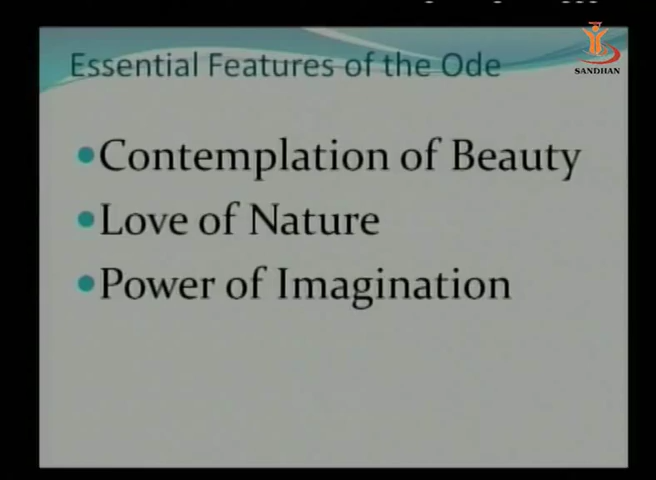 Essential Features of the Ode
SANDHAN
•Contemplation of Beauty
•Love of Nature
•Power of Imagination